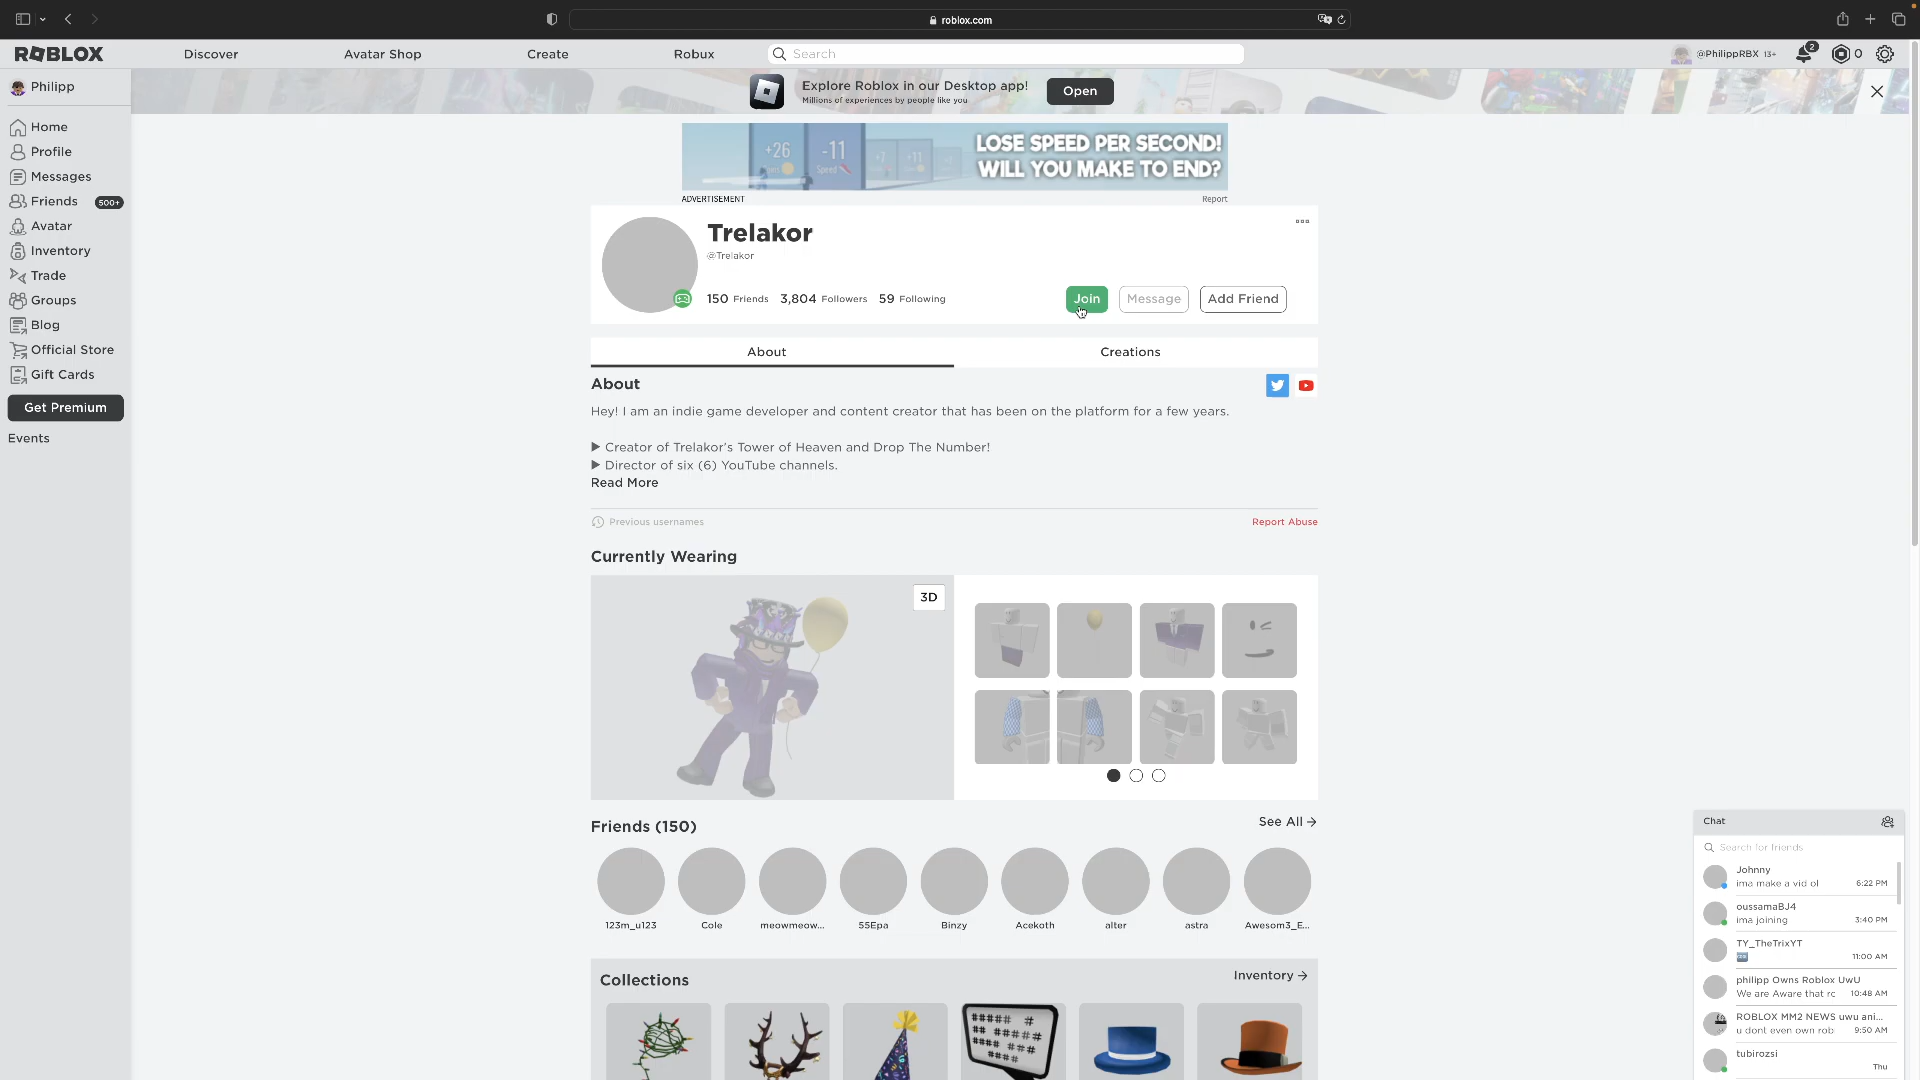 roblox.com
ROBLOX
Discover
Avatar Shop
Create
Robux
Search
@PhilippRBX 13+
2
0
Philipp
Explore Roblox in our Desktop app!
Millions of experiences by people like you
Open
Home
Profile
Messages
Friends 500+
Avatar
Inventory
Trade
Groups
Blog
Official Store
Gift Cards
Get Premium
Events
+26
-11
Speed
+7
+11
LOSE SPEED PER SECOND!
WILL YOU MAKE TO END?
ADVERTISEMENT
Report
Trelakor
@Trelakor
150 Friends 3,804 Followers 59 Following
Join
Message
Add Friend
About
Creations
About
Hey! I am an indie game developer and content creator that has been on the platform for a few years.
▶ Creator of Trelakor's Tower of Heaven and Drop The Number!
▶ Director of six (6) YouTube channels.
Read More
Previous usernames
Report Abuse
Currently Wearing
3D
Friends (150)
See All →
123m_u123
Cole
meowmeow...
55Epa
Binzy
Acekoth
alter
astra
Awesom3_E...
Collections
Inventory →
Chat
Search for friends
Johnny
ima make a vid ol 6:22 PM
oussamaBJ4
ima joining 3:40 PM
TY_TheTrixYT
11:00 AM
philipp Owns Roblox UwU
We are Aware that rc 10:48 AM
ROBLOX MM2 NEWS uwu ani...
u dont even own rob 9:50 AM
tubirozsi
Thu